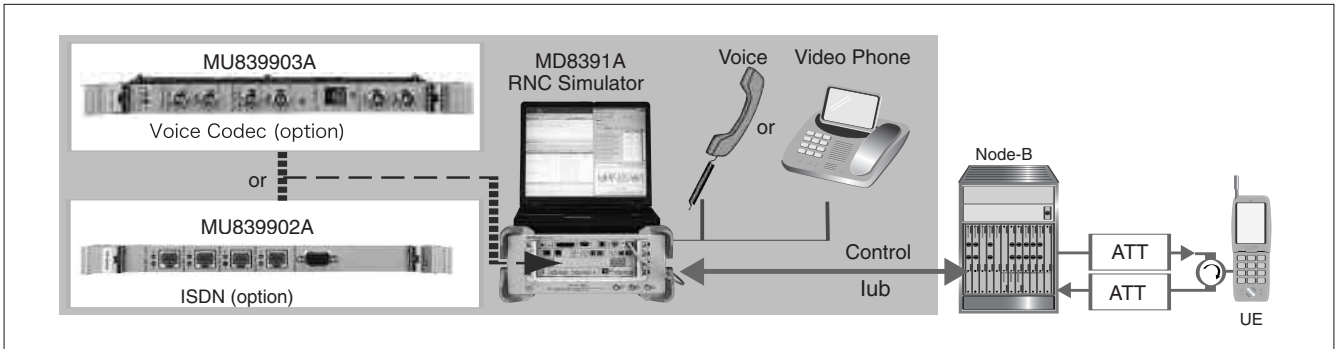 MU839903A
Voice Codec (option)
or
MU839902A
ISDN (option)
MD8391A
RNC Simulator
Voice
or
Video Phone
Control
Iub
Node-B
ATT
ATT
UE